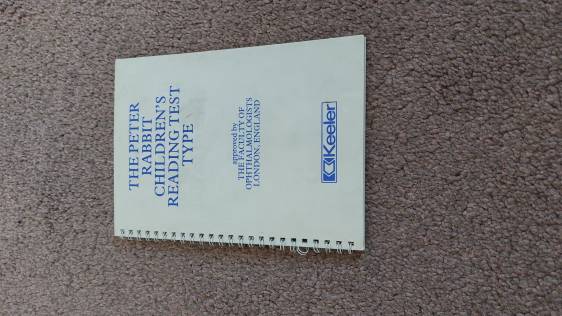 THE PETER
RABBIT
CHILDREN'S
READING TEST
TYPE
approved by
THE FACULTY OF
OPHTHALMOLOGISTS
LONDON, ENGLAND
Keeler